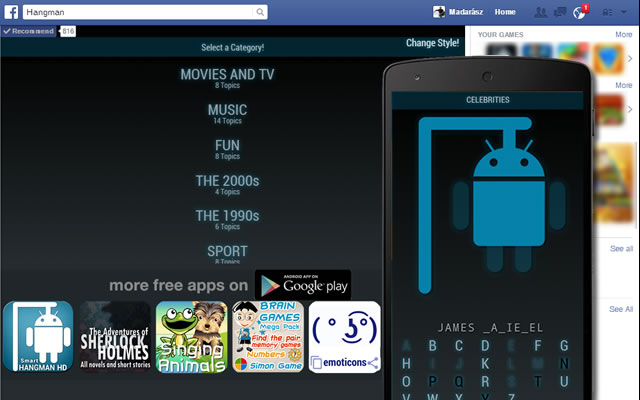 Hangman
Madarász
Home
1
Recommend
616
Select a Category!
Change Style!
YOUR GAMES
More
MOVIES AND TV
8 Topics
More
MUSIC
14 Topics
FUN
8 Topics
THE 2000s
4 Topics
THE 1990s
6 Topics
SPORT
8 Topics
CELEBRITIES
See all
See All
more free apps on
ANDROID APP ON
Google play
Smart
HANGMAN HD
The Adventures of
SHERLOCK
HOLMES
All novels and short stories
Singing
Animals
BRAIN
GAMES
Mega Pack
Find the pair
memory games
Numbers
Simon Game
emoticons
JAMES _A_IE_EL
A B C D E F G
H I J K L M N
O P Q R S T U
V W X Y Z